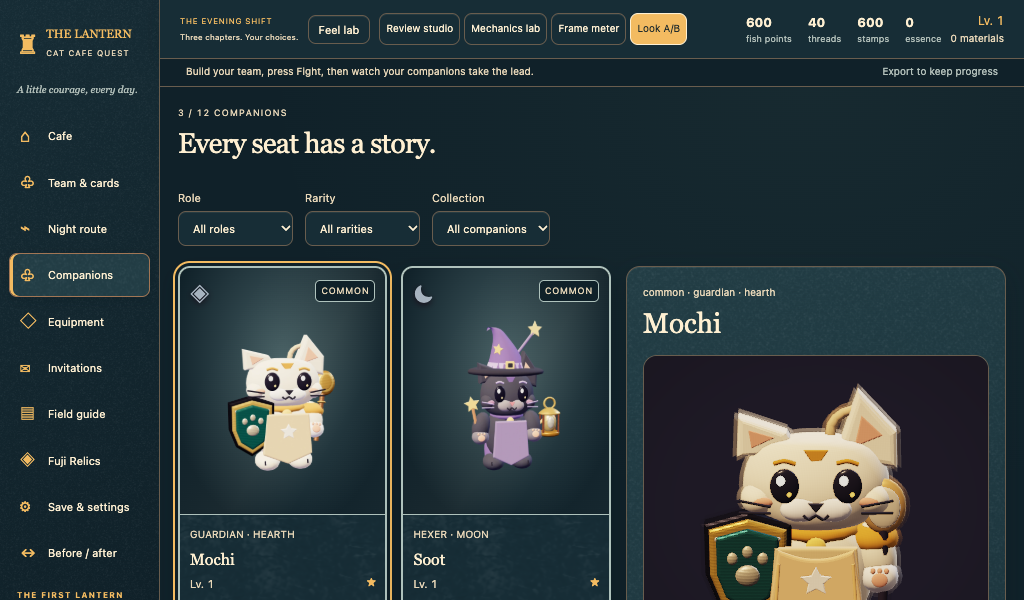 THE LANTERN
CAT CAFE QUEST
A little courage, every day.
Cafe
Team & cards
Night route
Companions
Equipment
Invitations
Field guide
Fuji Relics
Save & settings
Before / after
THE FIRST LANTERN
THE EVENING SHIFT
Three chapters. Your choices.
Feel lab
Review studio
Mechanics lab
Frame meter
Look A/B
600
fish points
40
threads
600
stamps
0
essence
Lv. 1
0 materials
Build your team, press Fight, then watch your companions take the lead.
Export to keep progress
3 / 12 COMPANIONS
Every seat has a story.
Role
Rarity
Collection
All roles
All rarities
All companions
COMMON
GUARDIAN · HEARTH
Mochi
Lv. 1
COMMON
HEXER · MOON
Soot
Lv. 1
common · guardian · hearth
Mochi